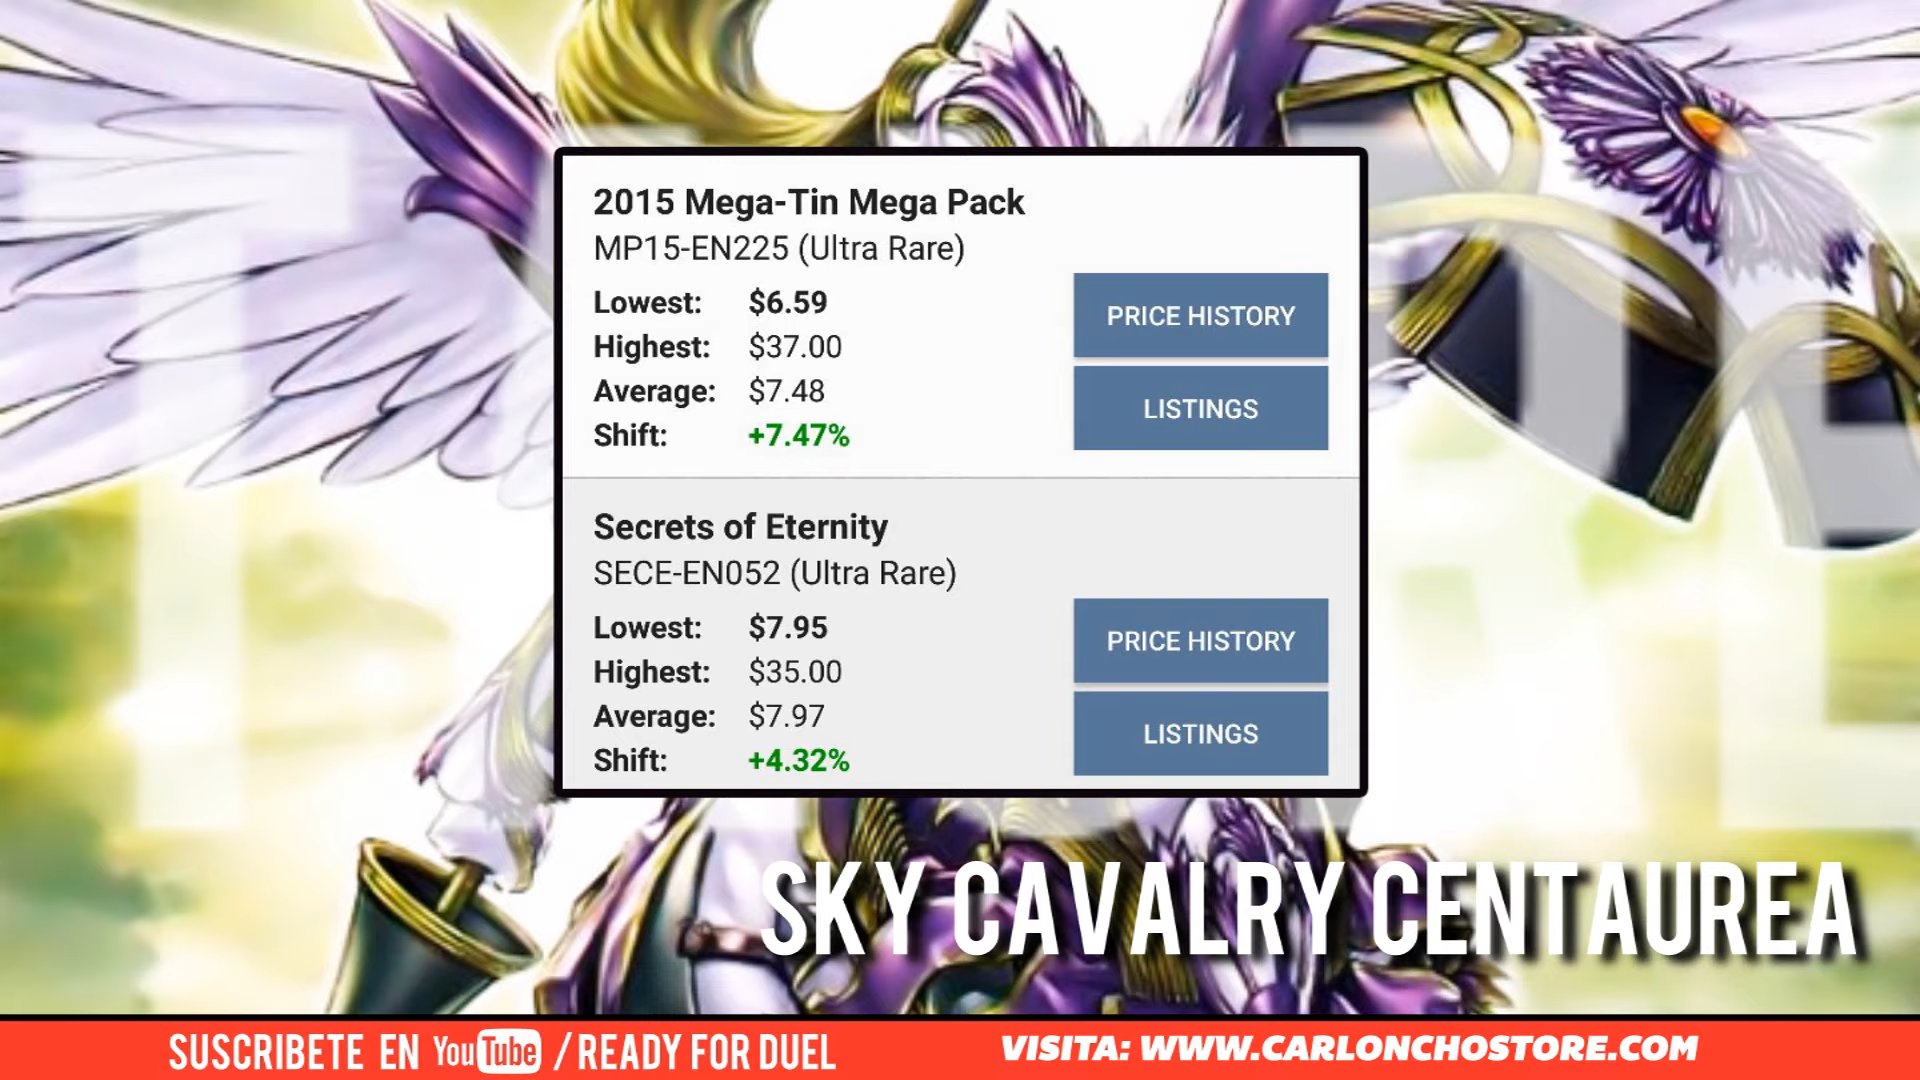 2015 Mega-Tin Mega Pack
MP15-EN225 (Ultra Rare)
Lowest: $6.59
Highest: $37.00
Average: $7.48
Shift: +7.47%
PRICE HISTORY
LISTINGS
Secrets of Eternity
SECE-EN052 (Ultra Rare)
Lowest: $7.95
Highest: $35.00
Average: $7.97
Shift: +4.32%
PRICE HISTORY
LISTINGS
SKY CAVALRY CENTAUREA
SUSCRIBETE EN YouTube / READY FOR DUEL
VISITA: WWW.CARLONCHOSTORE.COM